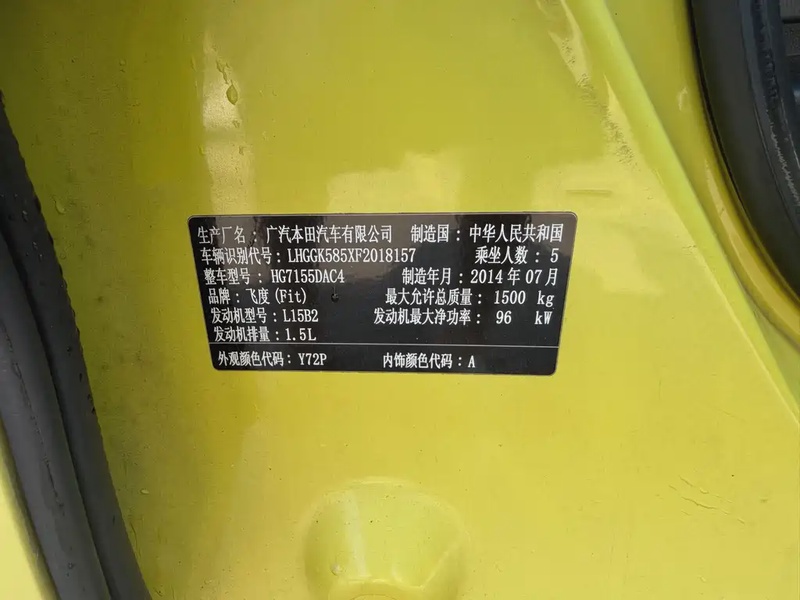 生产厂名：广汽本田汽车有限公司 制造国：中华人民共和国
车辆识别代号：LHGGK585XF2018157 乘坐人数：5
整车型号：HG7155DAC4 制造年月：2014年07月
品牌：飞度(Fit) 最大允许总质量：1500 kg
发动机型号：L15B2 发动机最大净功率：96 kW
发动机排量：1.5L
外观颜色代码：Y72P 内饰颜色代码：A